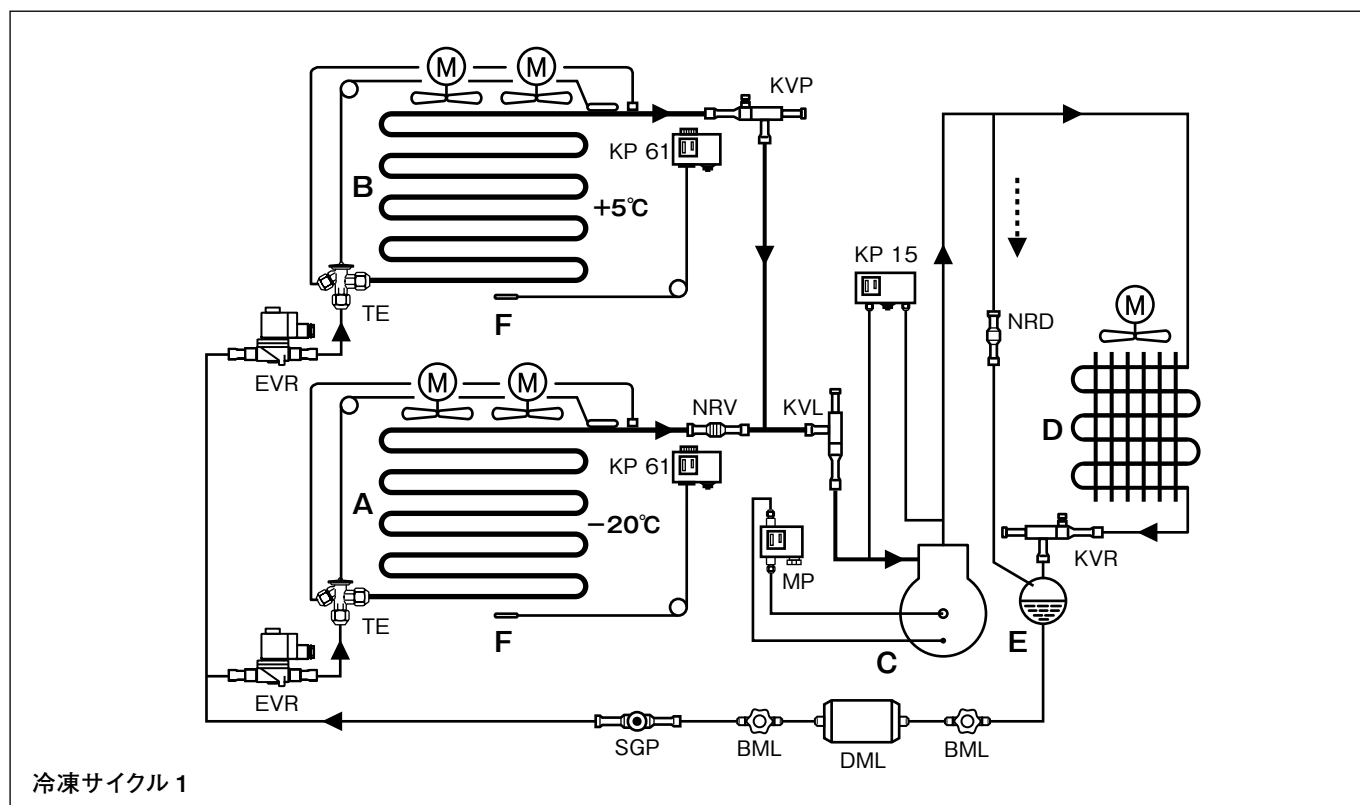 M
M
KVP
KP 61
B
+5℃
TE
F
EVR
KP 15
M
NRD
M
M
NRV
KVL
D
KP 61
A
−20℃
KVR
MP
TE
F
C
E
EVR
SGP
BML
DML
BML
冷凍サイクル 1